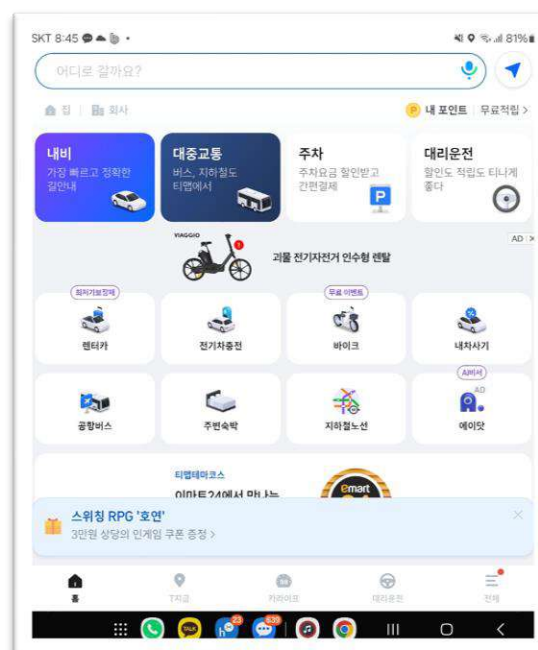 SKT 8:45
81%
어디로 갈까요?
집 | 회사
P 내 포인트 | 무료적립 >
내비
가장 빠르고 정확한
길안내
대중교통
버스, 지하철도
티맵에서
주차
주차요금 할인받고
간편결제
P
대리운전
할인도 적립도 티나게
좋다
VIAGGIO
괴물 전기자전거 인수형 렌탈
AD
최저가보장제
렌터카
전기차충전
무료 이벤트
바이크
내차사기
공항버스
주변숙박
지하철노선
AI비서
AD
에이닷
티맵테마코스
이마트24에서 만나는
emart
스위칭 RPG '호연'
3만원 상당의 인게임 쿠폰 증정 >
홈
T지금
카라이프
대리운전
전체
TALK
23
639